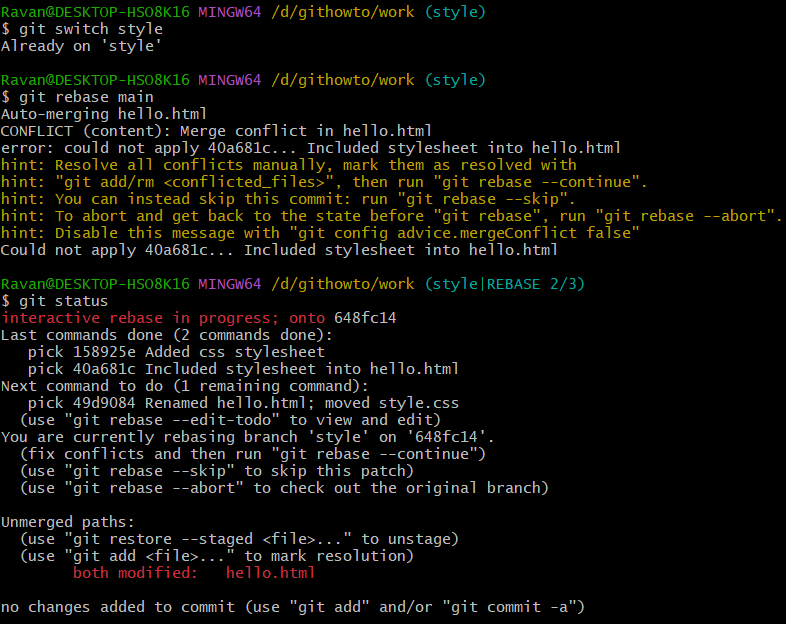 Ravan@DESKTOP-HSO8K16 MINGW64 /d/githowto/work (style)
$ git switch style
Already on 'style'
Ravan@DESKTOP-HSO8K16 MINGW64 /d/githowto/work (style)
$ git rebase main
Auto-merging hello.html
CONFLICT (content): Merge conflict in hello.html
error: could not apply 40a681c... Included stylesheet into hello.html
hint: Resolve all conflicts manually, mark them as resolved with
hint: "git add/rm <conflicted_files>", then run "git rebase --continue".
hint: You can instead skip this commit: run "git rebase --skip".
hint: To abort and get back to the state before "git rebase", run "git rebase --abort".
hint: Disable this message with "git config advice.mergeConflict false"
Could not apply 40a681c... Included stylesheet into hello.html
Ravan@DESKTOP-HSO8K16 MINGW64 /d/githowto/work (style|REBASE 2/3)
$ git status
interactive rebase in progress; onto 648fc14
Last commands done (2 commands done):
   pick 158925e Added css stylesheet
   pick 40a681c Included stylesheet into hello.html
Next command to do (1 remaining command):
   pick 49d9084 Renamed hello.html; moved style.css
  (use "git rebase --edit-todo" to view and edit)
You are currently rebasing branch 'style' on '648fc14'.
  (fix conflicts and then run "git rebase --continue")
  (use "git rebase --skip" to skip this patch)
  (use "git rebase --abort" to check out the original branch)
Unmerged paths:
  (use "git restore --staged <file>..." to unstage)
  (use "git add <file>..." to mark resolution)
        both modified:   hello.html
no changes added to commit (use "git add" and/or "git commit -a")